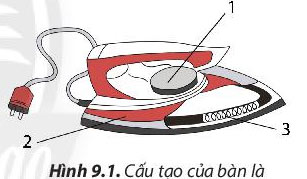 1
2
3
Hình 9.1. Cấu tạo của bàn là